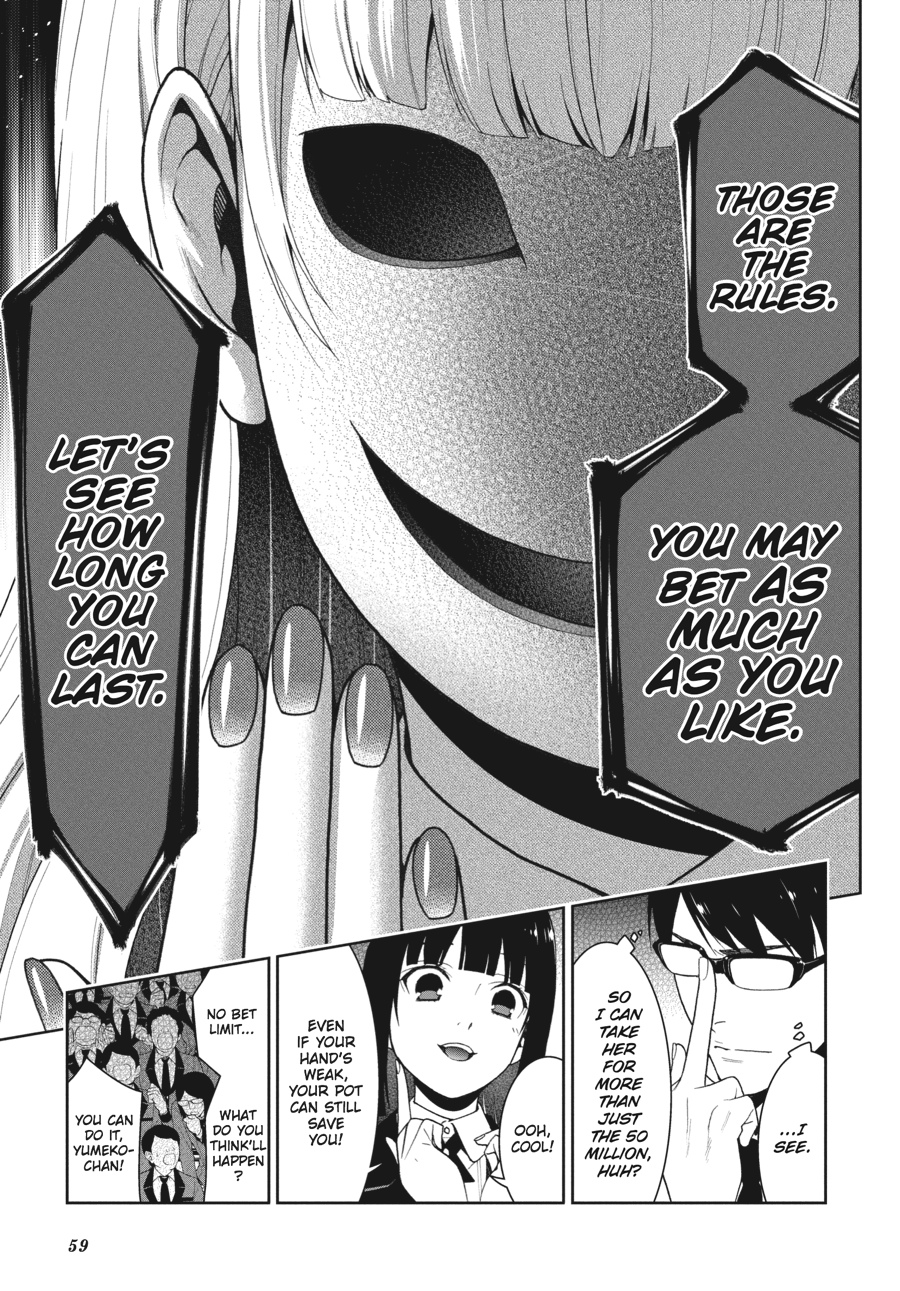 THOSE
ARE
THE
RULES.
YOU MAY
BET AS
MUCH
AS YOU
LIKE.
LET'S
SEE
HOW
LONG
YOU
CAN
LAST.
...I
SEE.
SO
I CAN
TAKE
HER
FOR
MORE
THAN
JUST
THE 50
MILLION,
HUH?
OOH,
COOL!
EVEN
IF YOUR
HAND'S
WEAK,
YOUR POT
CAN STILL
SAVE
YOU!
NO BET
LIMIT...
WHAT
DO YOU
THINK'LL
HAPPEN
?
YOU CAN
DO IT,
YUMEKO-
CHAN!
59